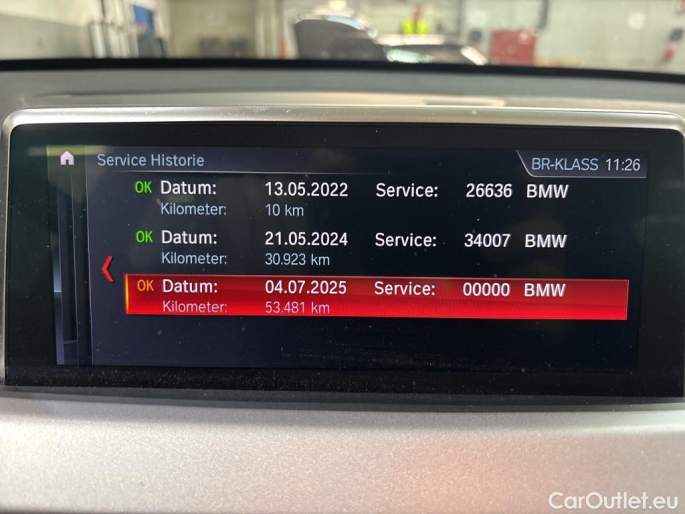 Service Historie
BR-KLASS 11:26
OK Datum: 13.05.2022 Service: 26636 BMW
Kilometer: 10 km
OK Datum: 21.05.2024 Service: 34007 BMW
Kilometer: 30.923 km
OK Datum: 04.07.2025 Service: 00000 BMW
Kilometer: 53.481 km
CarOutlet.eu